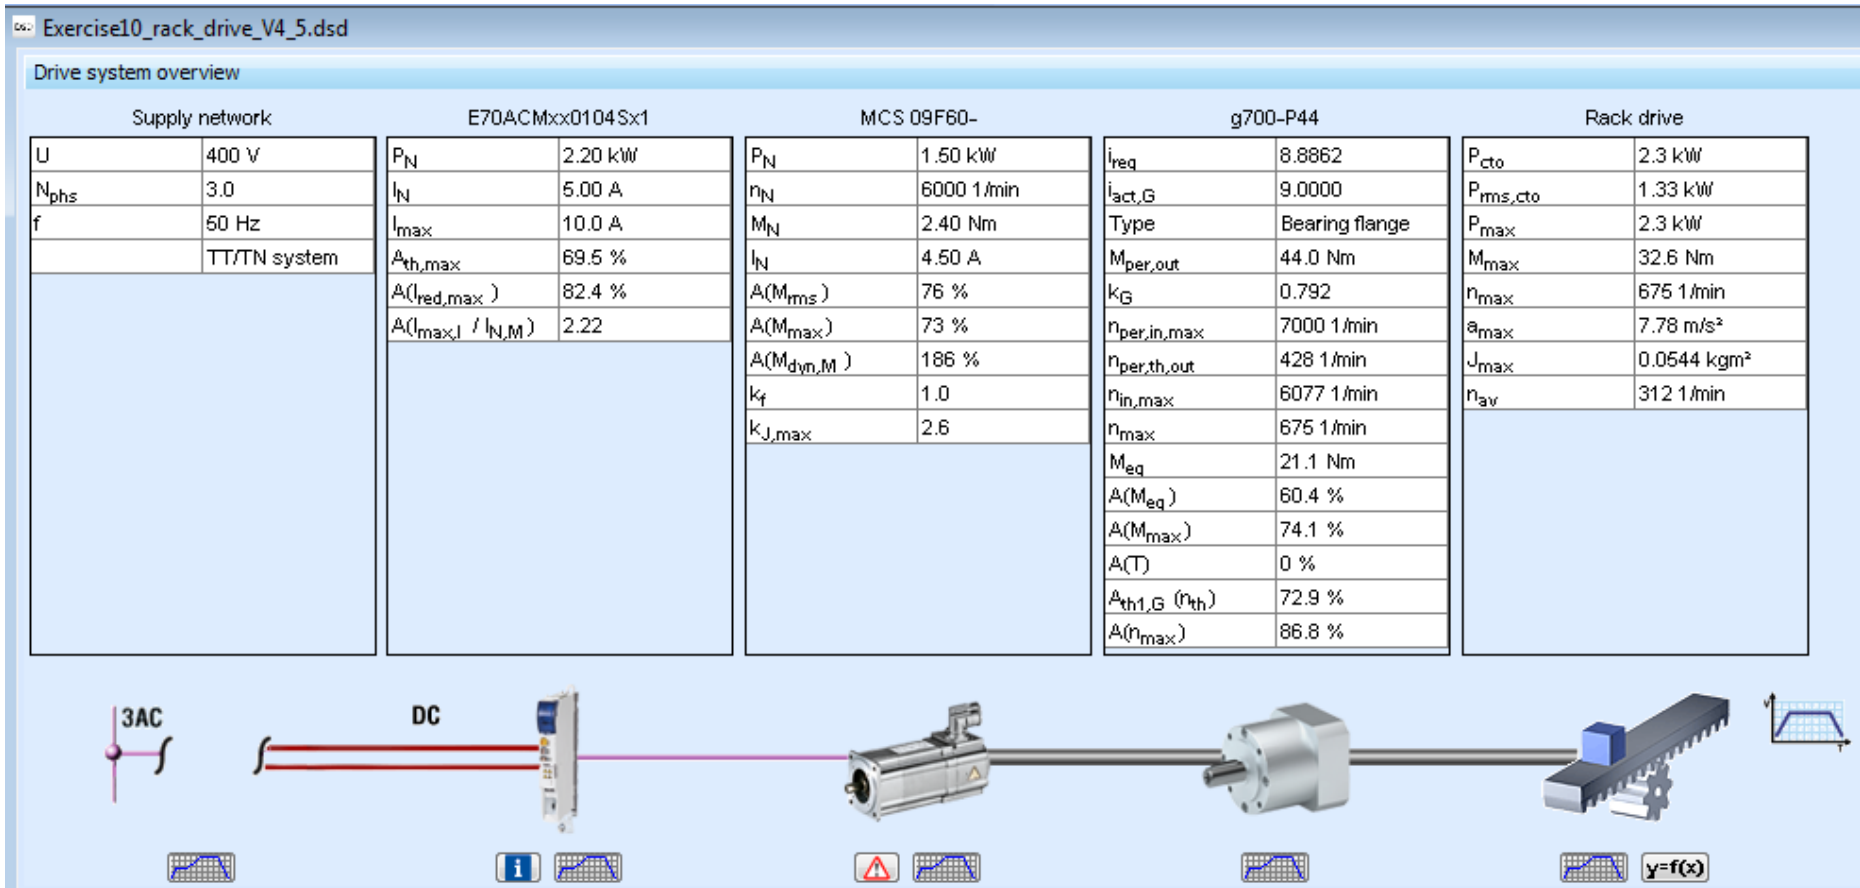 DSD Exercise10_rack_drive_V4_5.dsd
Drive system overview
Supply network
U 400 V
Nphs 3.0
f 50 Hz
TT/TN system
E70ACMxx0104Sx1
PN 2.20 kW
IN 5.00 A
Imax 10.0 A
Ath,max 69.5 %
A(Ired,max ) 82.4 %
A(Imax,I / IN,M) 2.22
MCS 09F60-
PN 1.50 kW
nN 6000 1/min
MN 2.40 Nm
IN 4.50 A
A(Mrms) 76 %
A(Mmax) 73 %
A(Mdyn,M ) 186 %
kf 1.0
kJ,max 2.6
g700-P44
ireq 8.8862
iact,G 9.0000
Type Bearing flange
Mper,out 44.0 Nm
kG 0.792
nper,in,max 7000 1/min
nper,th,out 428 1/min
nin,max 6077 1/min
nmax 675 1/min
Meq 21.1 Nm
A(Meq) 60.4 %
A(Mmax) 74.1 %
A(T) 0 %
Ath1,G (nth) 72.9 %
A(nmax) 86.8 %
Rack drive
Pcto 2.3 kW
Prms,cto 1.33 kW
Pmax 2.3 kW
Mmax 32.6 Nm
nmax 675 1/min
amax 7.78 m/s²
Jmax 0.0544 kgm²
nav 312 1/min
3AC
DC
V
T
i
y=f(x)